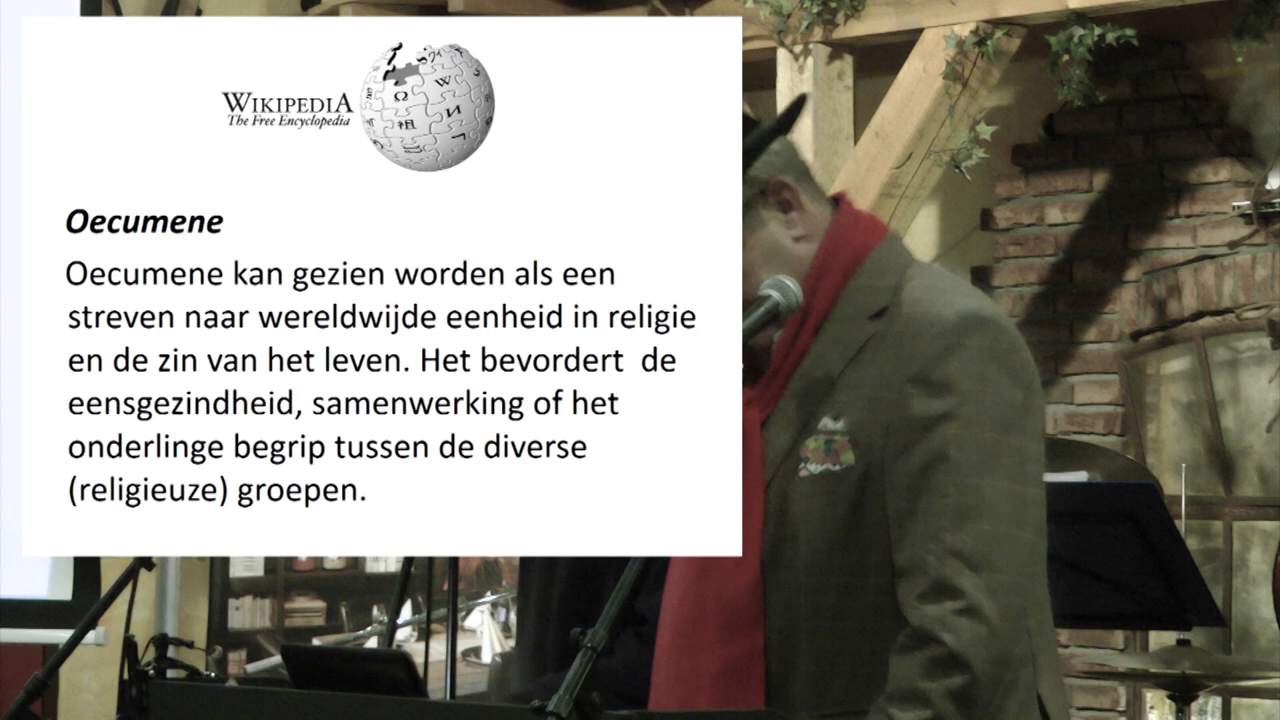 WIKIPEDIA
The Free Encyclopedia
Oecumene
Oecumene kan gezien worden als een
streven naar wereldwijde eenheid in religie
en de zin van het leven. Het bevordert de
eensgezindheid, samenwerking of het
onderlinge begrip tussen de diverse
(religieuze) groepen.